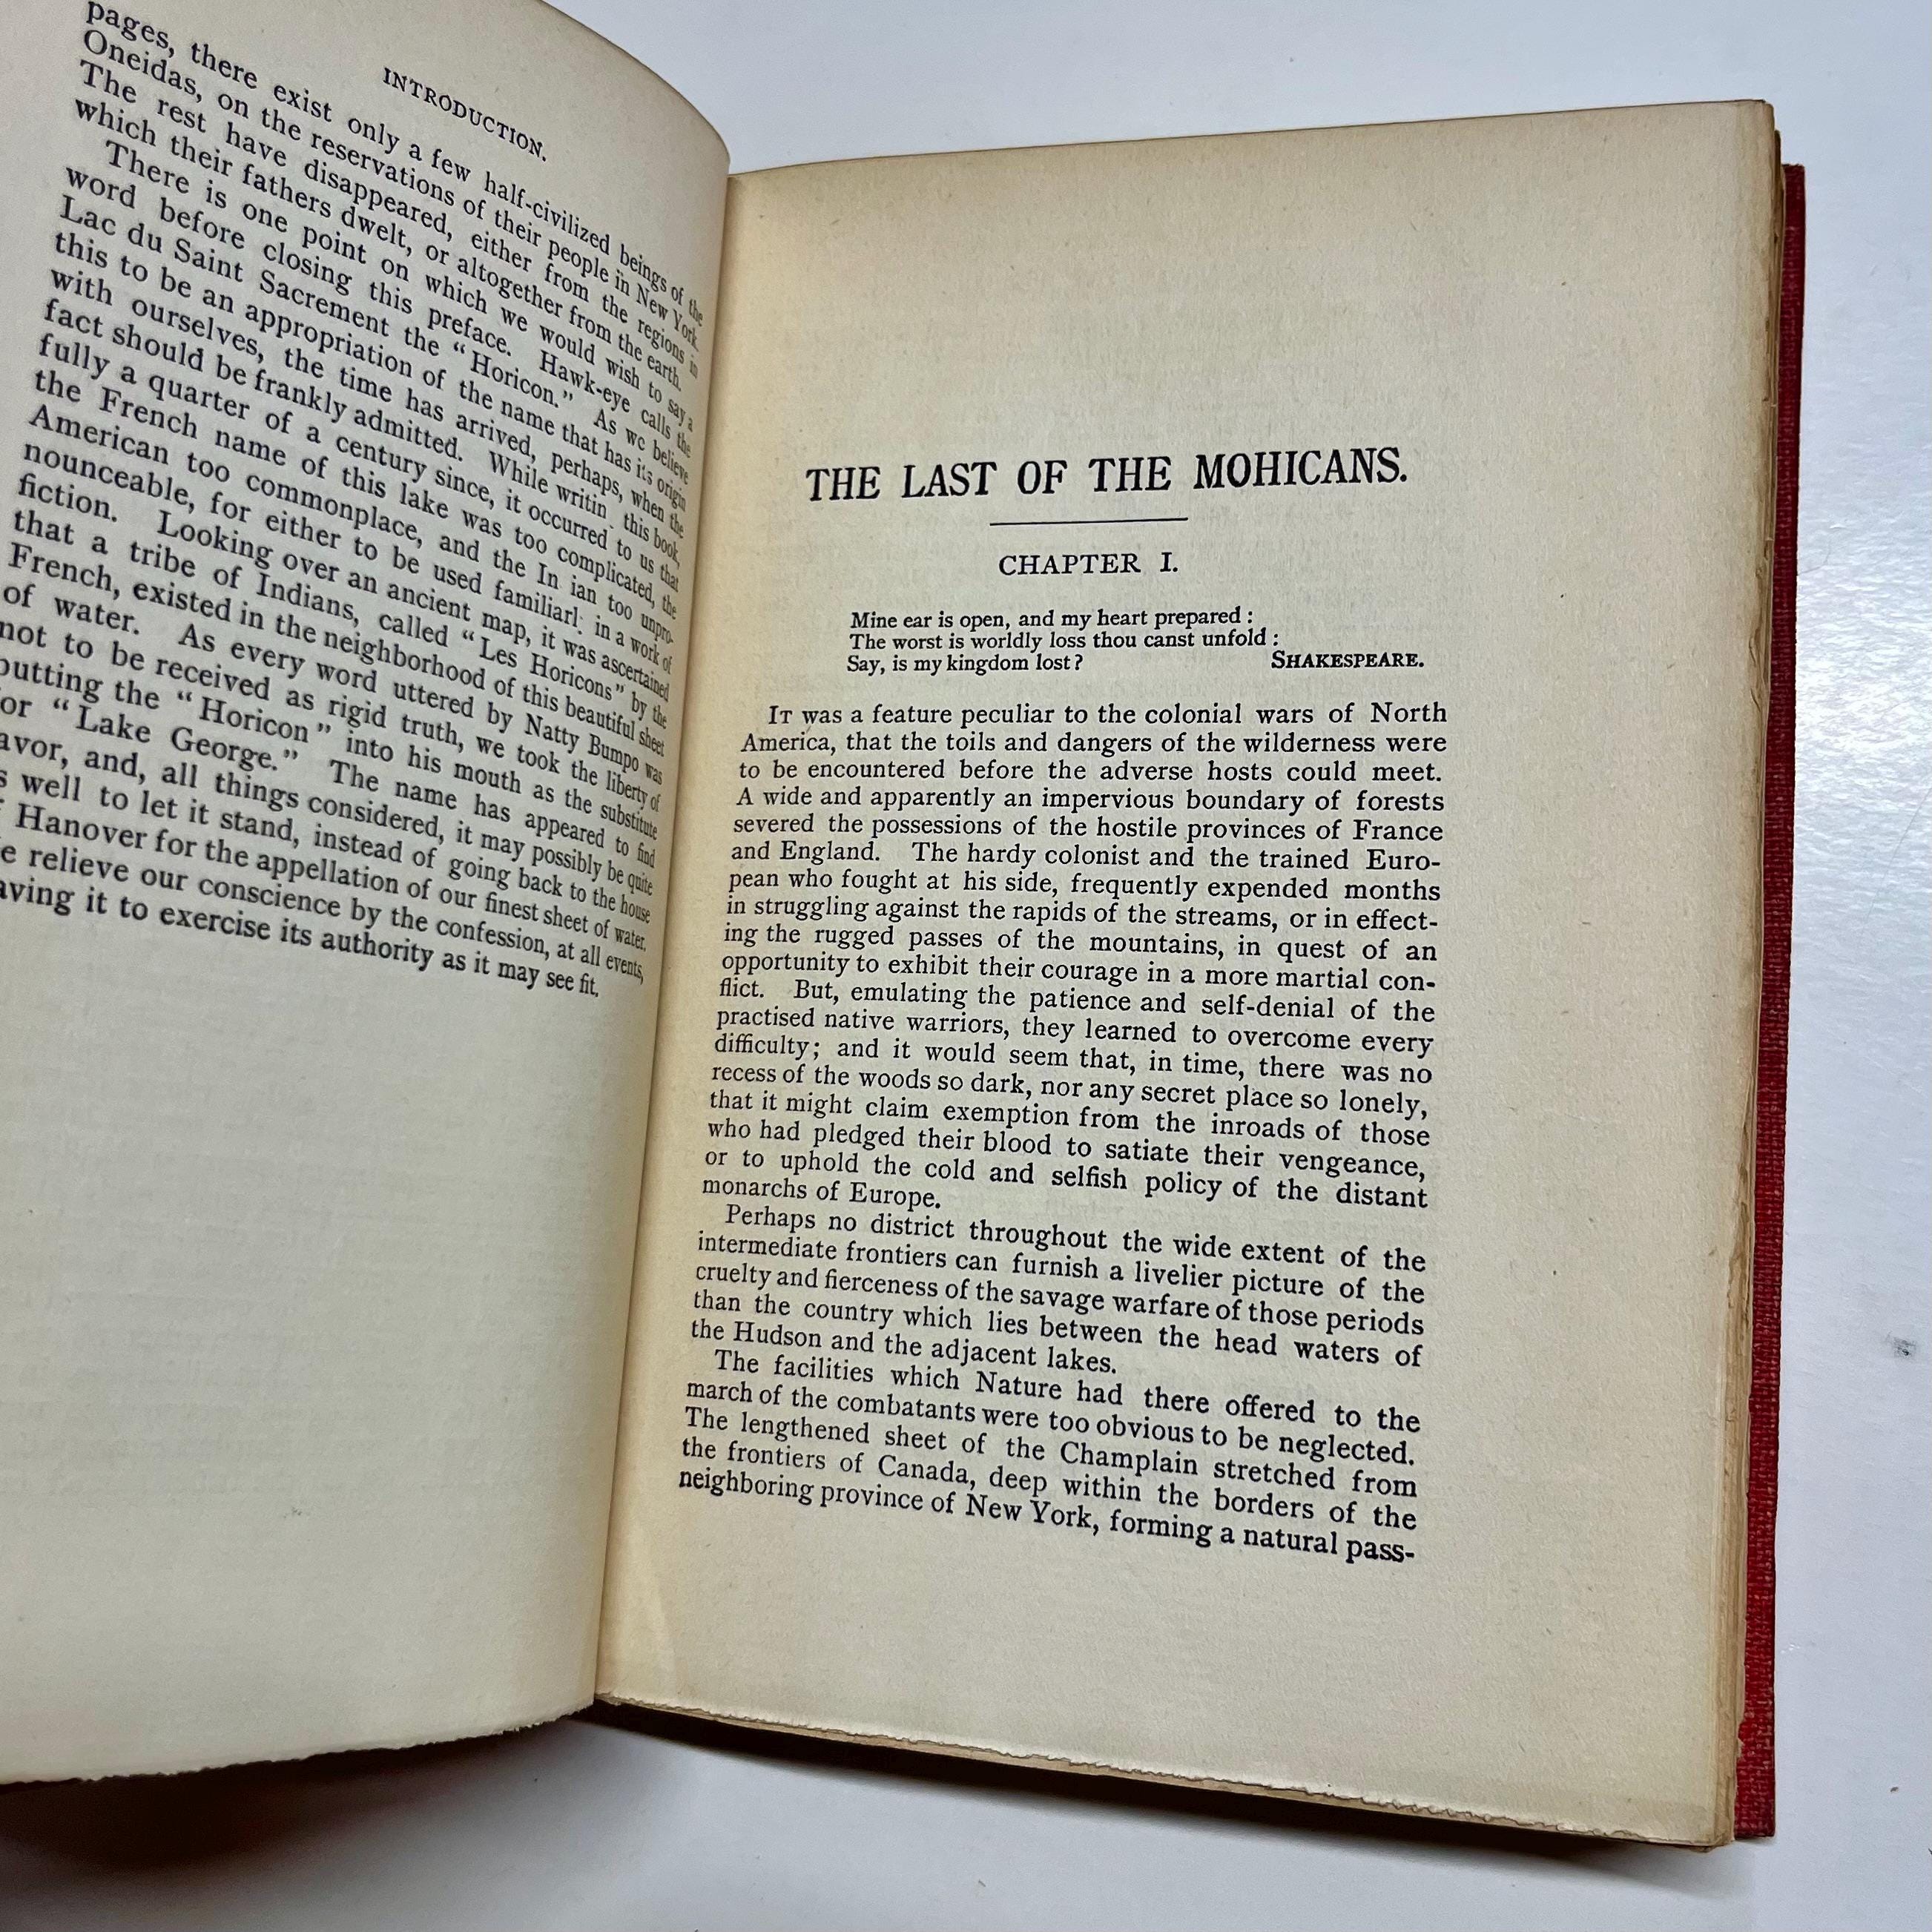 INTRODUCTION.
pages, there exist only a few half-civilized beings of the
Oneidas, on the reservations of their people in New York.
The rest have disappeared, either from the regions in
which their fathers dwelt, or altogether from the earth.
There is one point on which we would wish to say a
word before closing this preface. Hawk-eye calls the
Lac du Saint Sacrement the “Horicon.” As we believe
this to be an appropriation of the name that has its origin
with ourselves, the time has arrived, perhaps, when the
fact should be frankly admitted. While writin this book,
fully a quarter of a century since, it occurred to us that
the French name of this lake was too complicated, the
American too commonplace, and the In ian too unpro-
nounceable, for either to be used familiarl in a work of
fiction. Looking over an ancient map, it was ascertained
that a tribe of Indians, called “Les Horicons” by the
French, existed in the neighborhood of this beautiful sheet
of water. As every word uttered by Natty Bumpo was
not to be received as rigid truth, we took the liberty of
putting the “Horicon” into his mouth as the substitute
or “Lake George.” The name has appeared to find
avor, and, all things considered, it may possibly be quite
s well to let it stand, instead of going back to the house
f Hanover for the appellation of our finest sheet of water.
e relieve our conscience by the confession, at all events,
aving it to exercise its authority as it may see fit.
THE LAST OF THE MOHICANS.
CHAPTER I.
Mine ear is open, and my heart prepared:
The worst is worldly loss thou canst unfold:
Say, is my kingdom lost? SHAKESPEARE.
IT was a feature peculiar to the colonial wars of North
America, that the toils and dangers of the wilderness were
to be encountered before the adverse hosts could meet.
A wide and apparently an impervious boundary of forests
severed the possessions of the hostile provinces of France
and England. The hardy colonist and the trained Euro-
pean who fought at his side, frequently expended months
in struggling against the rapids of the streams, or in effect-
ing the rugged passes of the mountains, in quest of an
opportunity to exhibit their courage in a more martial con-
flict. But, emulating the patience and self-denial of the
practised native warriors, they learned to overcome every
difficulty; and it would seem that, in time, there was no
recess of the woods so dark, nor any secret place so lonely,
that it might claim exemption from the inroads of those
who had pledged their blood to satiate their vengeance,
or to uphold the cold and selfish policy of the distant
monarchs of Europe.
Perhaps no district throughout the wide extent of the
intermediate frontiers can furnish a livelier picture of the
cruelty and fierceness of the savage warfare of those periods
than the country which lies between the head waters of
the Hudson and the adjacent lakes.
The facilities which Nature had there offered to the
march of the combatants were too obvious to be neglected.
The lengthened sheet of the Champlain stretched from
the frontiers of Canada, deep within the borders of the
neighboring province of New York, forming a natural pass-